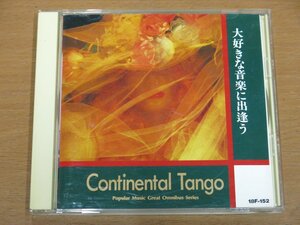 大好きな音楽に出逢う
Continental Tango
Popular Music Great Omnibus Series
18F-152